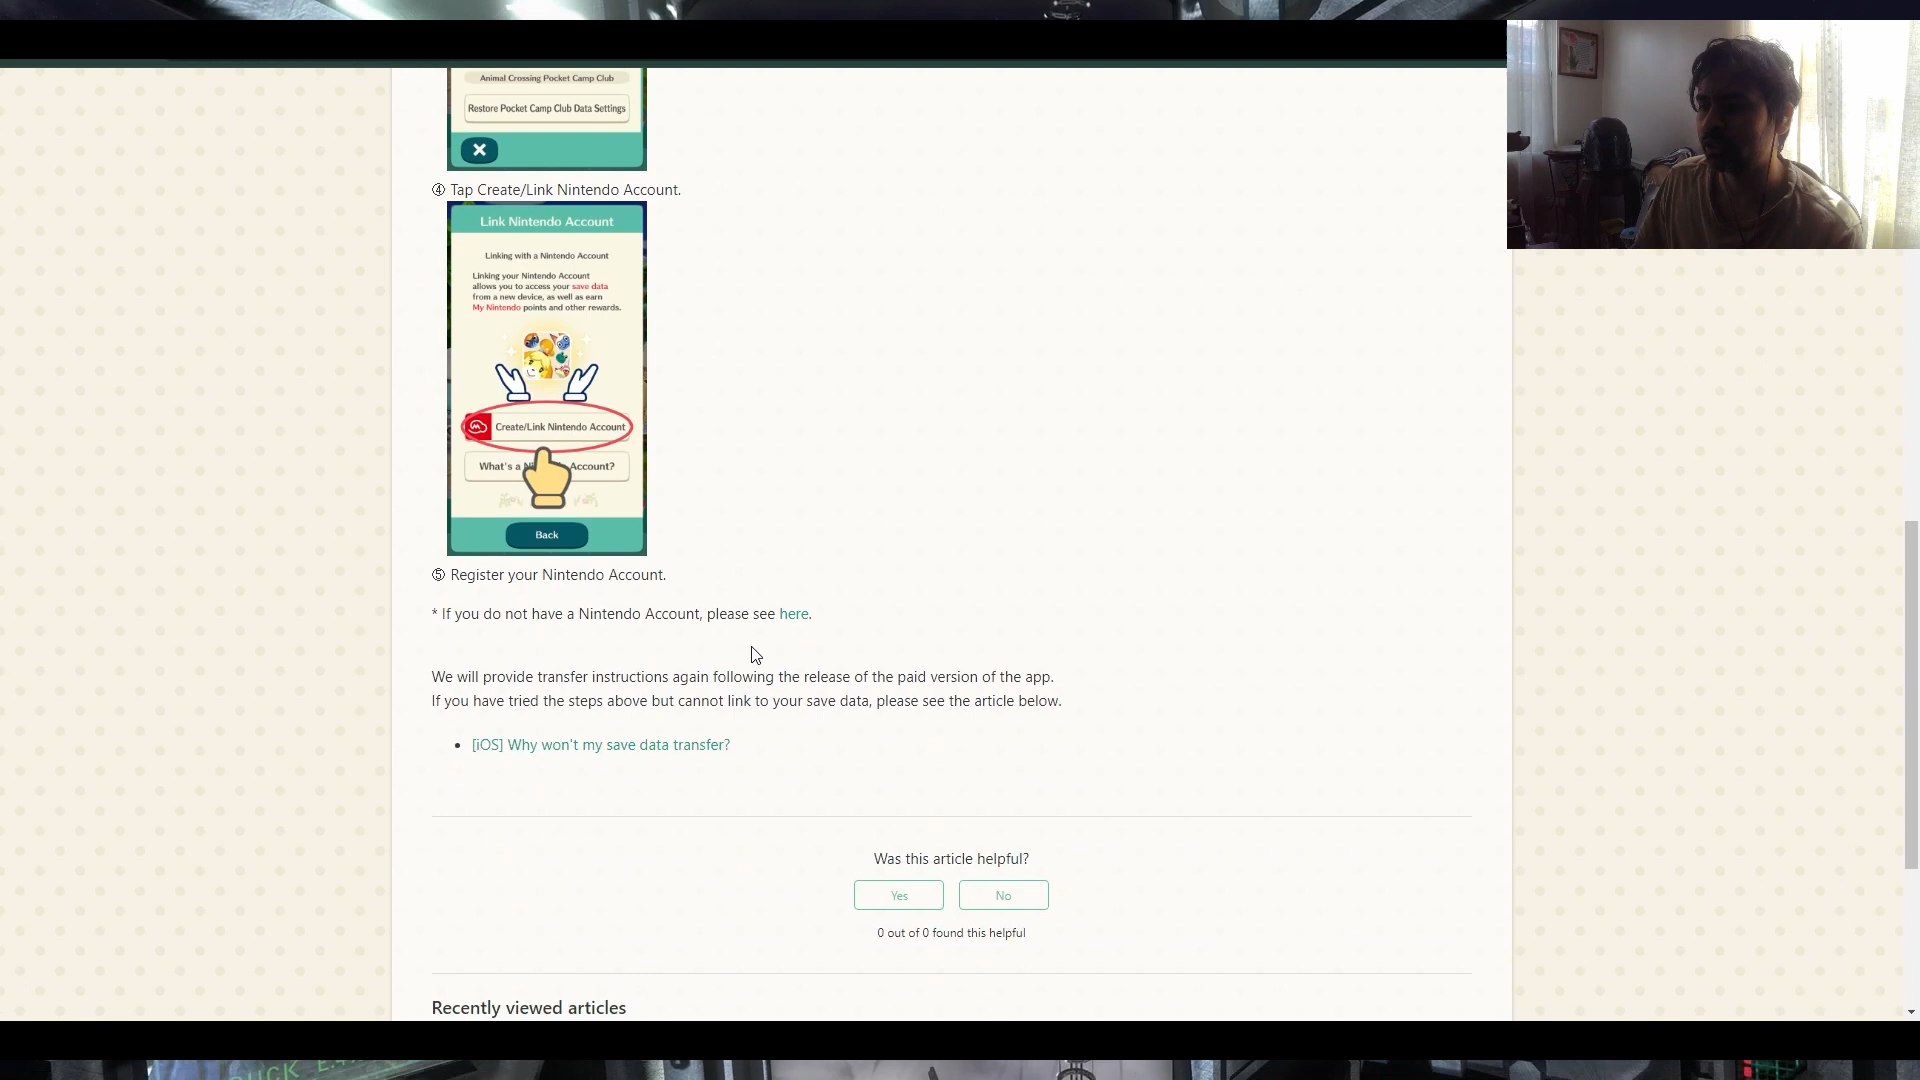 Animal Crossing Pocket Camp Club
Restore Pocket Camp Club Data Settings
④ Tap Create/Link Nintendo Account.
Link Nintendo Account
Linking with a Nintendo Account
Linking your Nintendo Account
allows you to access your save data
from a new device, as well as earn
My Nintendo points and other rewards.
Create/Link Nintendo Account
What's a Account?
Back
⑤ Register your Nintendo Account.
* If you do not have a Nintendo Account, please see here.
We will provide transfer instructions again following the release of the paid version of the app.
If you have tried the steps above but cannot link to your save data, please see the article below.
• [iOS] Why won't my save data transfer?
Was this article helpful?
Yes
No
0 out of 0 found this helpful
Recently viewed articles